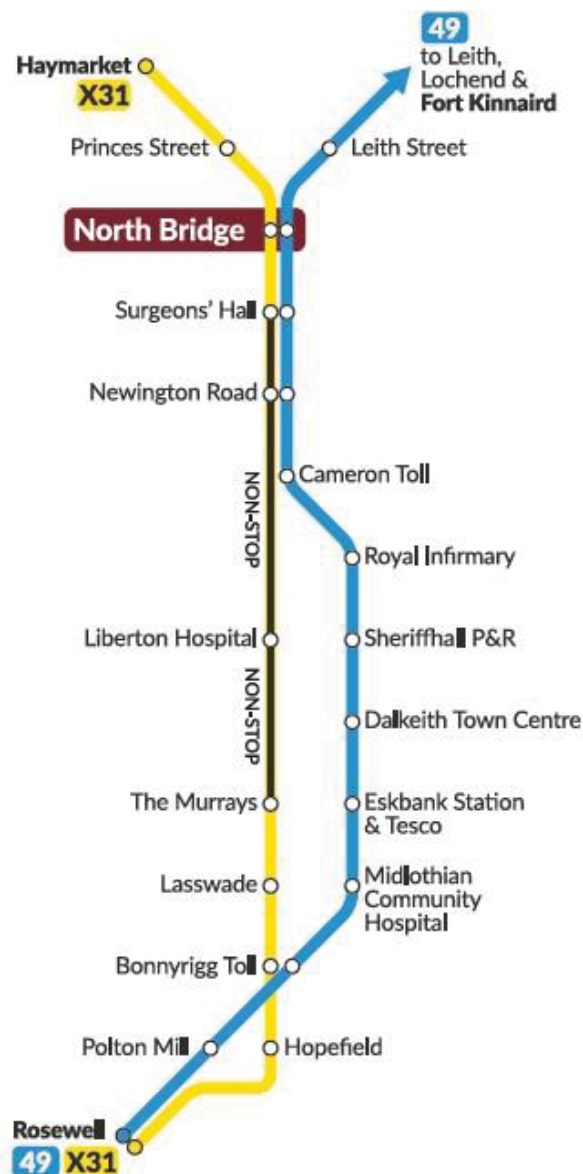 49
to Leith,
Lochend &
Fort Kinnaird
Haymarket
X31
Princes Street
Leith Street
North Bridge
Surgeons' Hall
Newington Road
Cameron Toll
NON-STOP
Royal Infirmary
Liberton Hospital
Sheriffhall P&R
NON-STOP
Dalkeith Town Centre
The Murrays
Eskbank Station
& Tesco
Lasswade
Midlothian
Community
Hospital
Bonnyrigg Toll
Polton Mill
Hopefield
Rosewell
49 X31